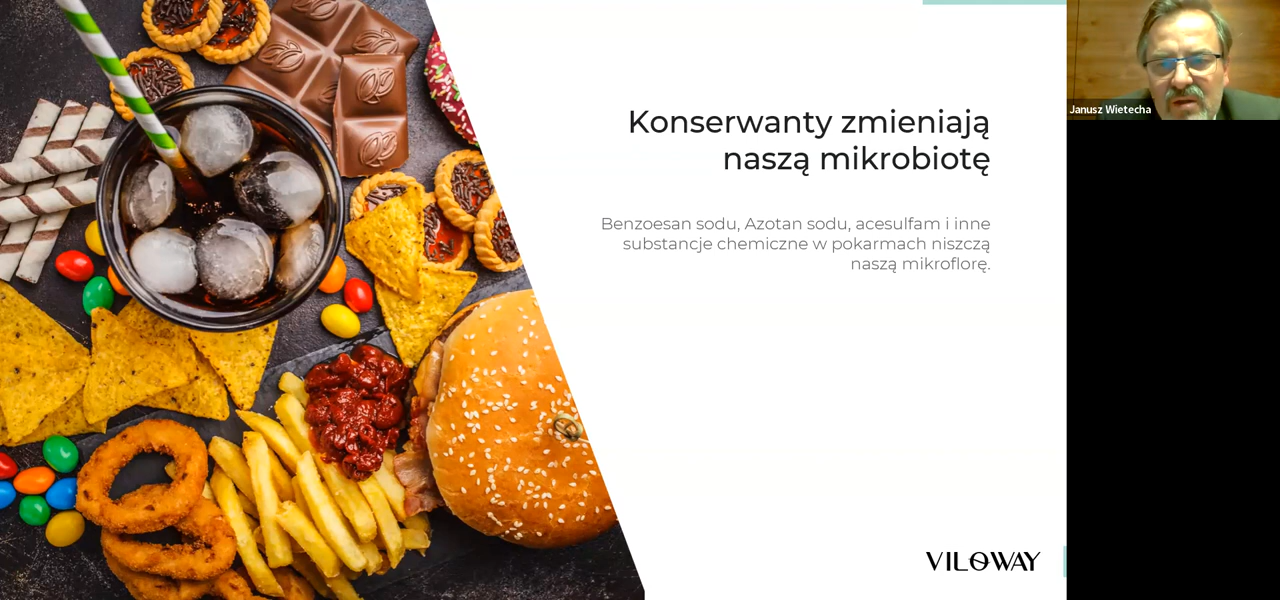 Konserwanty zmieniają
naszą mikrobiotę
Benzoesan sodu, Azotan sodu, acesulfam i inne
substancje chemiczne w pokarmach niszczą
naszą mikroflorę.
VILOWAY
Janusz Wietecha